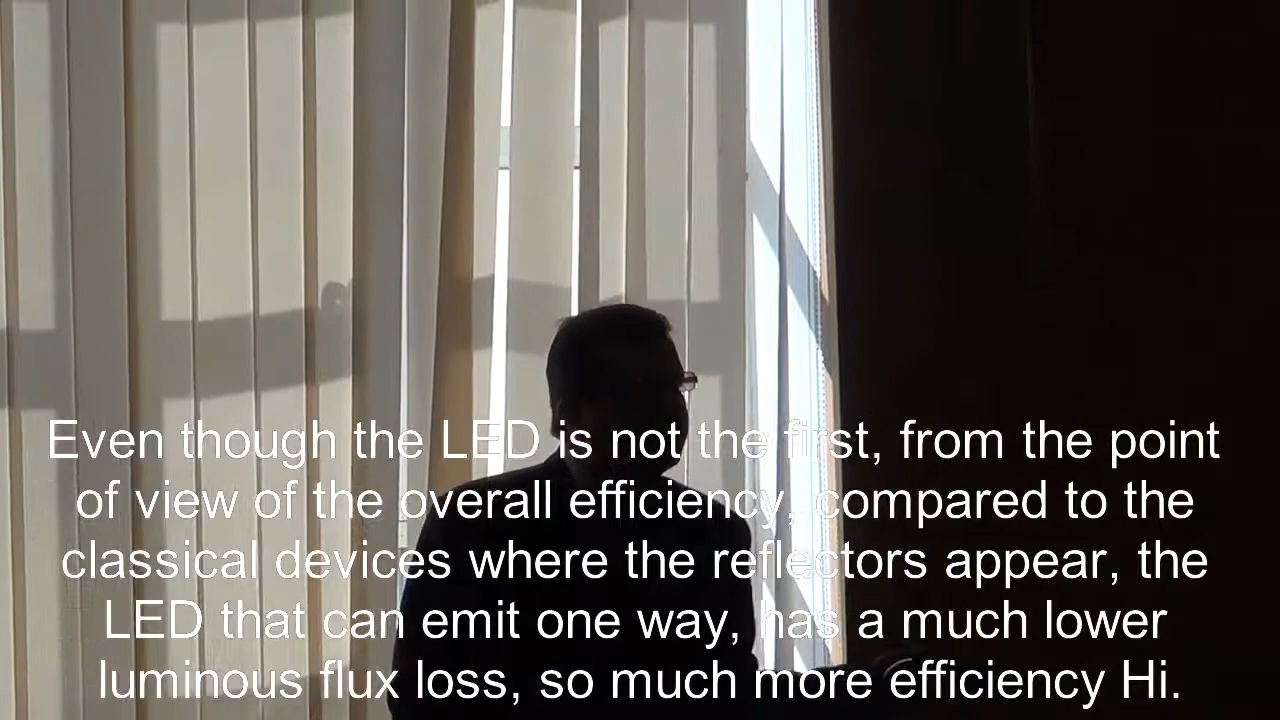 Even though the LED is not the first, from the point
of view of the overall efficiency, compared to the
classical devices where the reflectors appear, the
LED that can emit one way, has a much lower
luminous flux loss, so much more efficiency Hi.